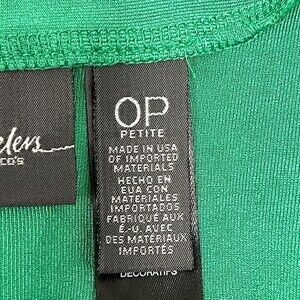 OP
PETITE
MADE IN USA
OF IMPORTED
MATERIALS
HECHO EN
EUA CON
MATERIALES
IMPORTADOS
FABRIQUÉ AUX
É.-U. AVEC
DES MATÉRIAUX
IMPORTÉS
DÉCORATIFS